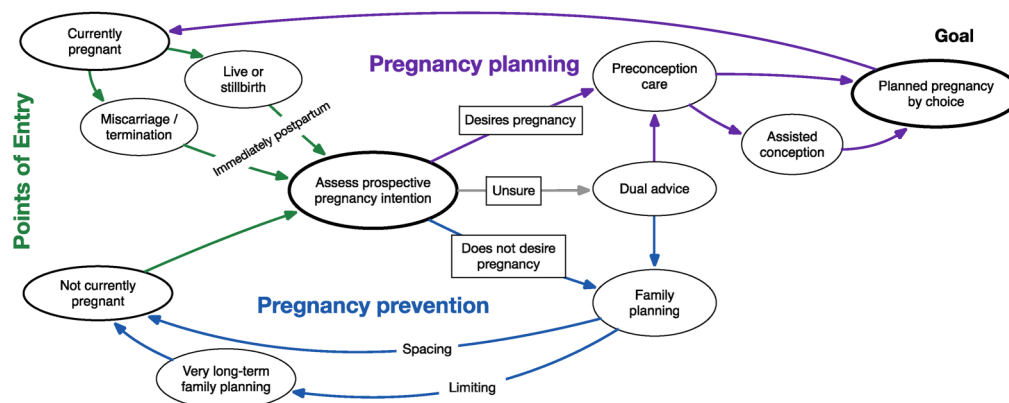 Currently
pregnant
Live or
stillbirth
Miscarriage /
termination
Immediately postpartum
Points of Entry
Pregnancy planning
Desires pregnancy
Preconception
care
Goal
Planned pregnancy
by choice
Assisted
conception
Assess prospective
pregnancy intention
Unsure
Dual advice
Does not desire
pregnancy
Not currently
pregnant
Pregnancy prevention
Family
planning
Spacing
Very long-term
family planning
Limiting